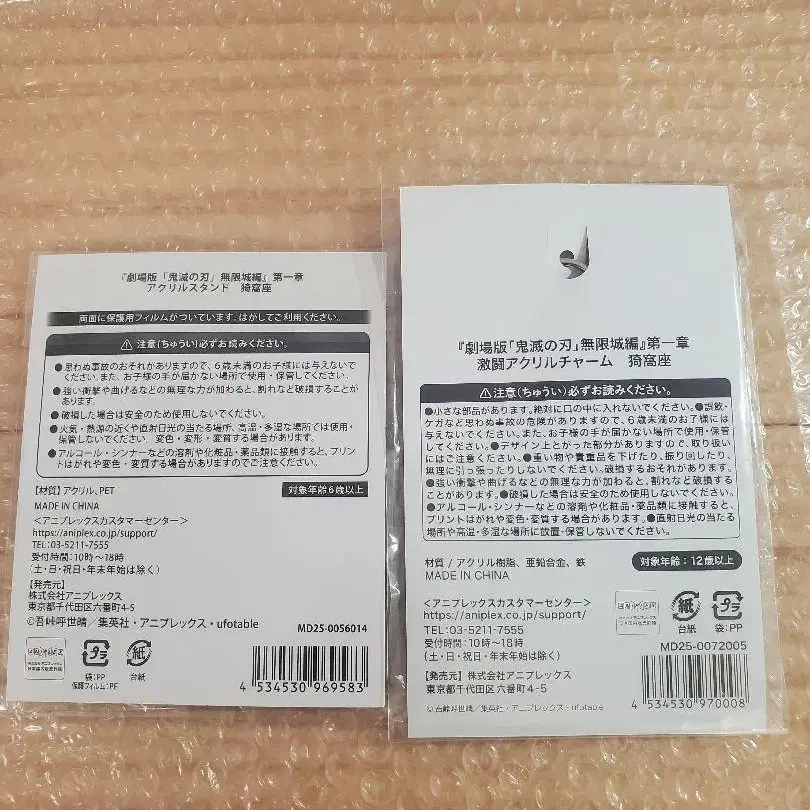 『劇場版「鬼滅の刃」無限城編』第一章
アクリルスタンド 猗窩座
両面に保護用フィルムがついています。はがしてご利用ください。
注意(ちゅうい)必ずお読みください。
●思わぬ事故のおそれがありますので、6歳未満のお子様には与えないで
ください。また、お子様の手が届かない場所で使用・保管してください。
●強い衝撃や曲げるなどの無理な力が加わると、割れなど破損することが
あります。
●破損した場合は安全のため使用しないでください。
●火気・熱源の近くや直射日光の当たる場所、高温・多湿な場所では使用・
保管しないでください。変色・変形・変質する場合があります。
●アルコール・シンナーなどの溶剤や化粧品・薬品類に接触すると、プリ
ントはがれや変色・変質する場合がありますのでご注意ください。
【材質】アクリル、PET
対象年齢6歳以上
MADE IN CHINA
<アニプレックスカスタマーセンター>
https://aniplex.co.jp/support/
TEL:03-5211-7555
受付時間:10時~18時
(土・日・祝日・年末年始は除く)
【発売元】
株式会社アニプレックス
東京都千代田区六番町4-5
©吾峠呼世晴/集英社・アニプレックス・ufotable
MD25-0056014
プラ
紙
袋:PP
保護フィルム:PE
台紙
4 534530 969583
『劇場版「鬼滅の刃」無限城編』第一章
激闘アクリルチャーム 猗窩座
注意(ちゅうい)必ずお読みください。
●小さな部品があります。絶対に口の中に入れないでください。●誤飲・
ケガなど思わぬ事故の危険がありますので、6歳未満のお子様には
与えないでください。また、お子様の手が届かない場所で使用・保管
してください。●デザイン上とがった部分がありますので、取り扱い
にはご注意ください。●重い物や貴重品を下げたり、振り回したり、
無理に引っ張ったりしないでください。破損するおそれがあります。
●強い衝撃や曲げるなどの無理な力が加わると、割れなど破損する
ことがあります。●破損した場合は安全のため使用しないでください。
●アルコール・シンナーなどの溶剤や化粧品・薬品類に接触すると、
プリントはがれや変色・変質する場合があります。●直射日光の当たる
場所や高温・多湿な場所に放置・保管しないでください。
材質 / アクリル樹脂、亜鉛合金、鉄
対象年齢:12歳以上
MADE IN CHINA
<アニプレックスカスタマーセンター>
https://aniplex.co.jp/support/
TEL:03-5211-7555
受付時間:10時~18時
(土・日・祝日・年末年始は除く)
紙
プラ
台紙
袋:PP
MD25-0072005
【発売元】株式会社アニプレックス
東京都千代田区六番町4-5
©吾峠呼世晴/集英社・アニプレックス・ufotable
4 534530 970008